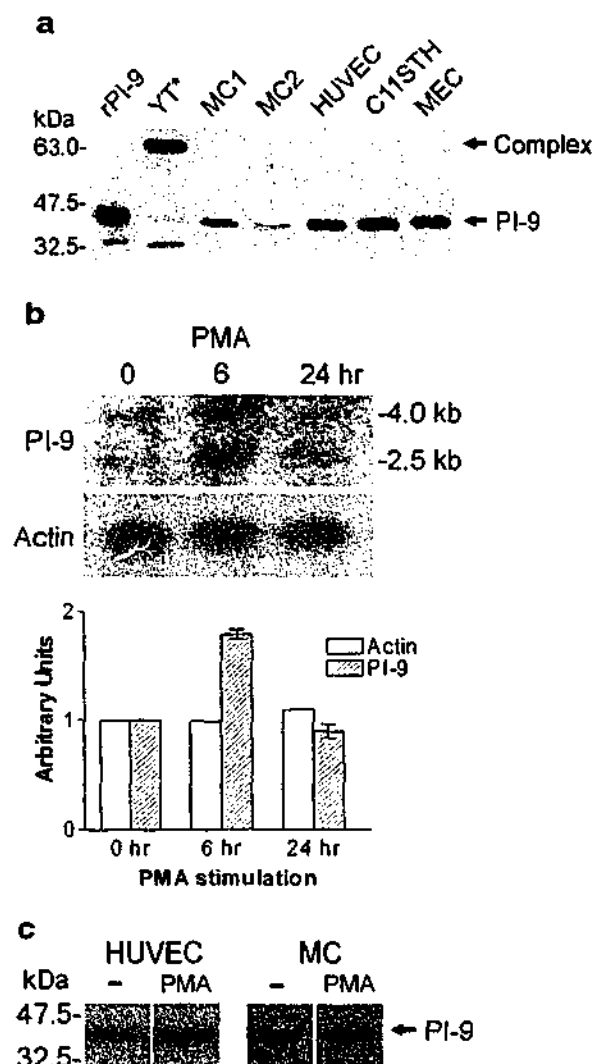 a
rPI-9 YT* MC1 MC2 HUVEC C11STH MEC
kDa
63.0- Complex
47.5-
PI-9
32.5-
b
PMA
0 6 24 hr
-4.0 kb
PI-9
-2.5 kb
Actin
2
Actin
PI-9
1
Arbitrary Units
0
0 hr 6 hr 24 hr
PMA stimulation
c
HUVEC MC
kDa - PMA - PMA
47.5-
PI-9
32.5-